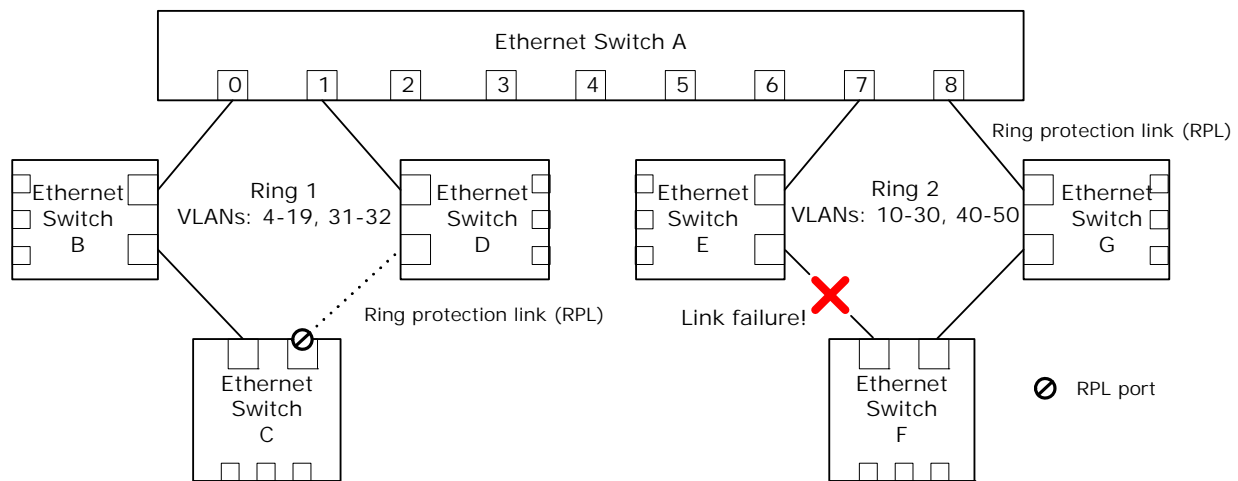 Ethernet Switch A
0 1 2 3 4 5 6 7 8
Ring protection link (RPL)
Ethernet
Switch
B
Ring 1
VLANs: 4-19, 31-32
Ethernet
Switch
D
Ethernet
Switch
E
Ring 2
VLANs: 10-30, 40-50
Ethernet
Switch
G
Ring protection link (RPL)
Link failure!
Ethernet
Switch
C
Ethernet
Switch
F
RPL port